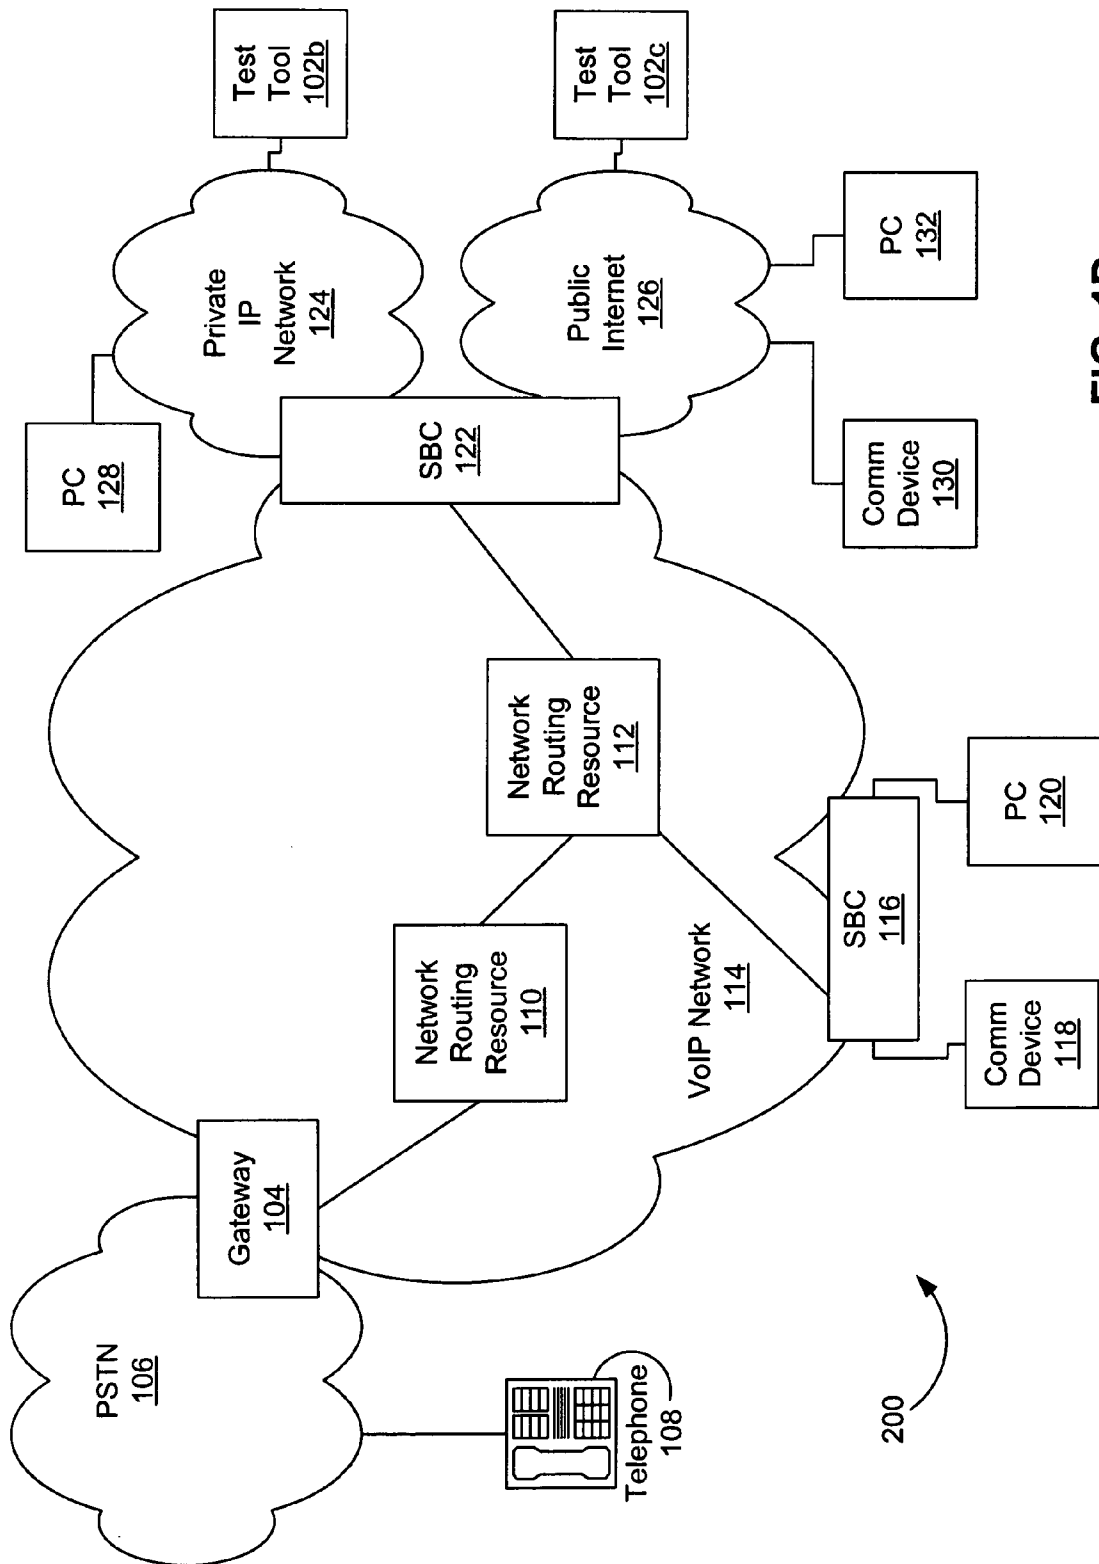 PSTN
106
Gateway
104
Telephone
108
200
Network
Routing
Resource
110
Network
Routing
Resource
112
VoIP Network
114
SBC
116
Comm
Device
118
PC
120
SBC
122
PC
128
Private
IP
Network
124
Test
Tool
102b
Public
Internet
126
Test
Tool
102c
Comm
Device
130
PC
132